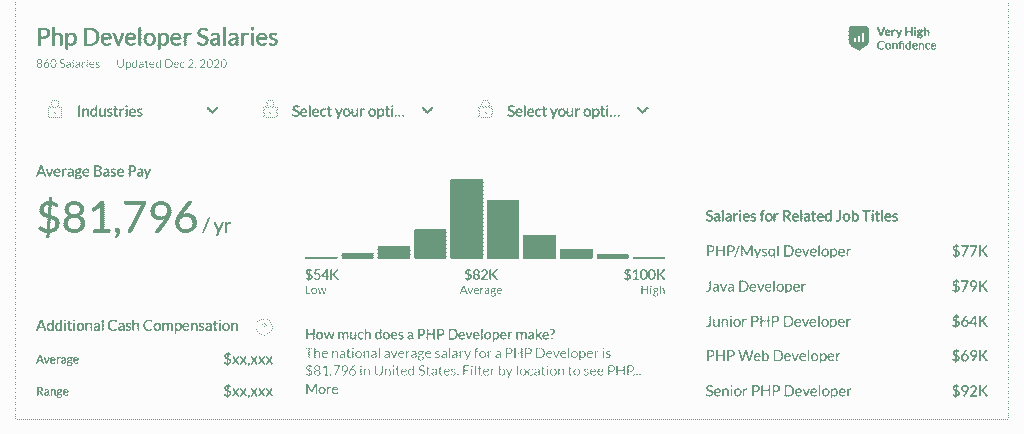 Php Developer Salaries
860 Salaries Updated Dec 2, 2020
Very High
Confidence
Industries
Select your opti...
Select your opti...
Average Base Pay
$81,796 / yr
$54K
Low
$82K
Average
$100K
High
Additional Cash Compensation
Average $xx,xxx
Range $xx,xxx
How much does a PHP Developer make?
The national average salary for a PHP Developer is
$81,796 in United States. Filter by location to see PHP...
More
Salaries for Related Job Titles
PHP/Mysql Developer $77K
Java Developer $79K
Junior PHP Developer $64K
PHP Web Developer $69K
Senior PHP Developer $92K